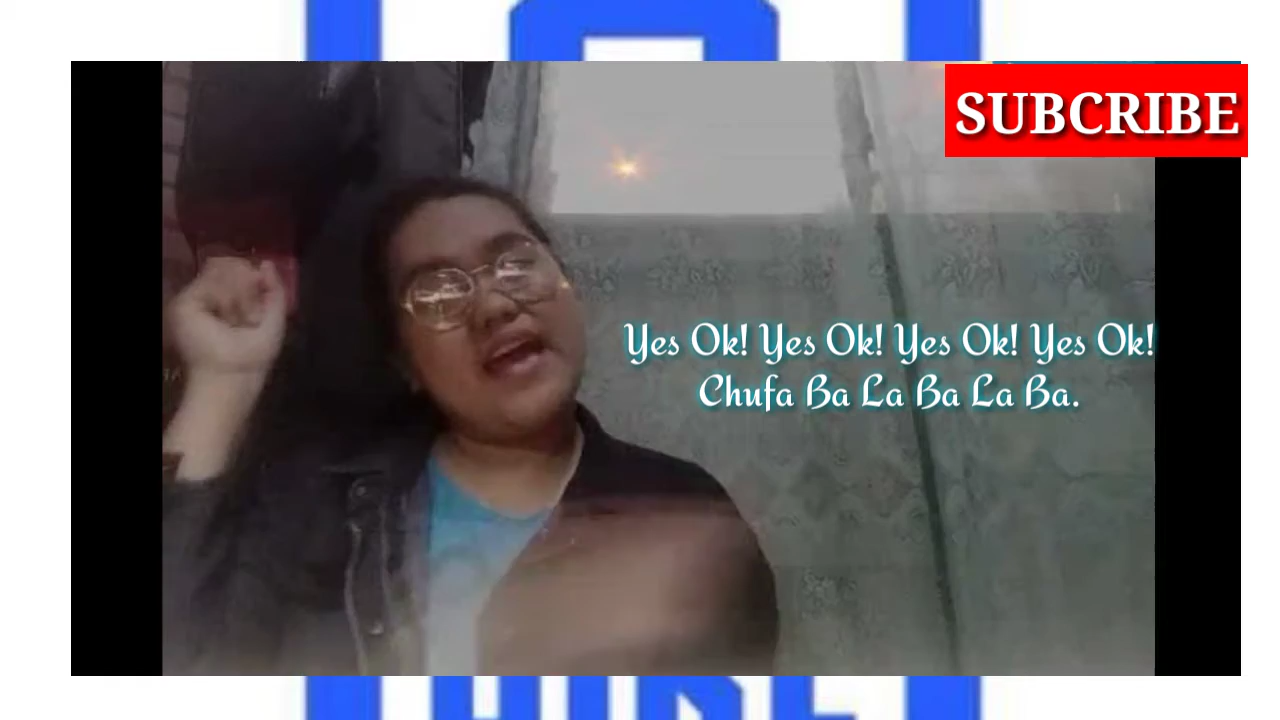 SUBCRIBE
Yes Ok! Yes Ok! Yes Ok! Yes Ok!
Chufa Ba La Ba La Ba.